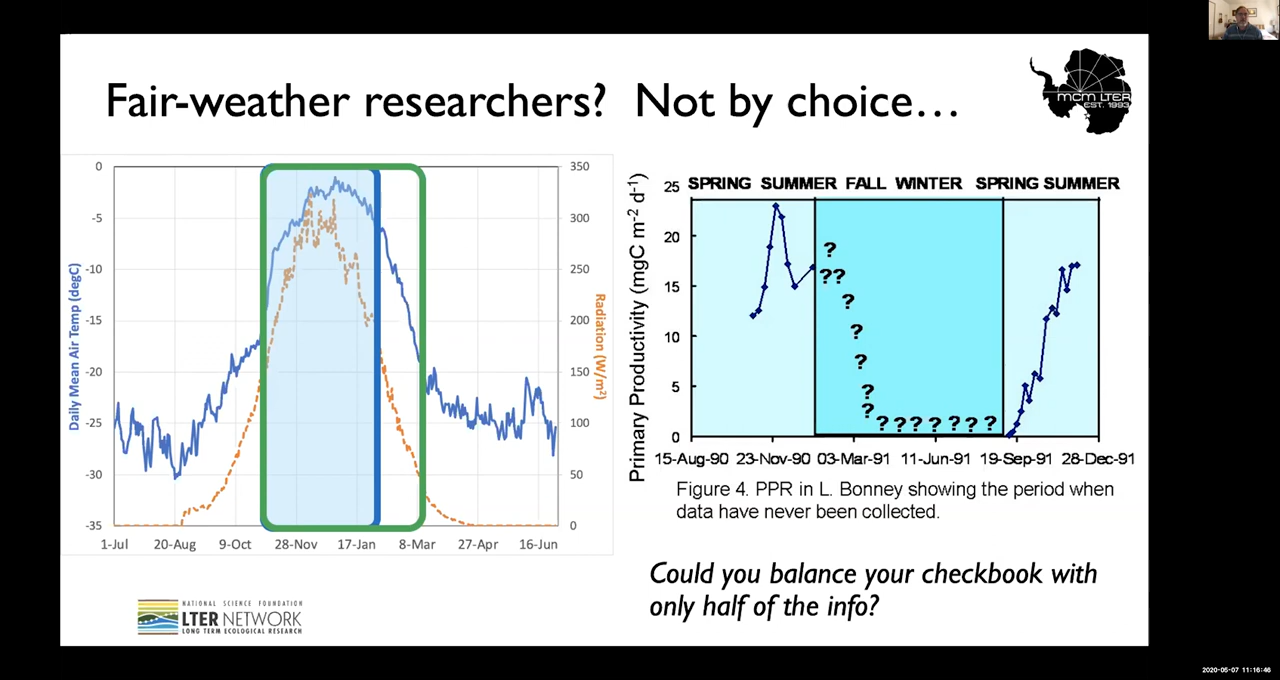 Fair-weather researchers? Not by choice…
MCM LTER
EST. 1993
Daily Mean Air Temp (degC)
0
-5
-10
-15
-20
-25
-30
-35
350
300
250
200
150
100
50
0
Radiation (W/m²)
1-Jul 20-Aug 9-Oct 28-Nov 17-Jan 8-Mar 27-Apr 16-Jun
Primary Productivity (mgC m⁻² d⁻¹)
SPRING SUMMER FALL WINTER SPRING SUMMER
25
20
15
10
5
0
?
??
?
?
?
?
?
? ? ? ? ? ? ?
15-Aug-90 23-Nov-90 03-Mar-91 11-Jun-91 19-Sep-91 28-Dec-91
Figure 4. PPR in L. Bonney showing the period when
data have never been collected.
Could you balance your checkbook with
only half of the info?
NATIONAL SCIENCE FOUNDATION
LTER NETWORK
LONG TERM ECOLOGICAL RESEARCH
2020-05-07 11:16:46